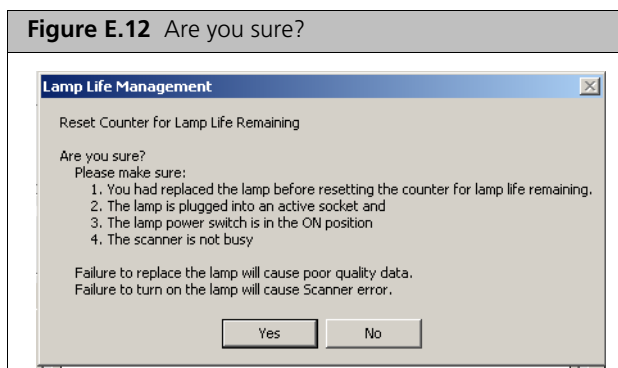 Figure E.12 Are you sure?
Lamp Life Management
Reset Counter for Lamp Life Remaining
Are you sure?
Please make sure:
1. You had replaced the lamp before resetting the counter for lamp life remaining.
2. The lamp is plugged into an active socket and
3. The lamp power switch is in the ON position
4. The scanner is not busy
Failure to replace the lamp will cause poor quality data.
Failure to turn on the lamp will cause Scanner error.
Yes No